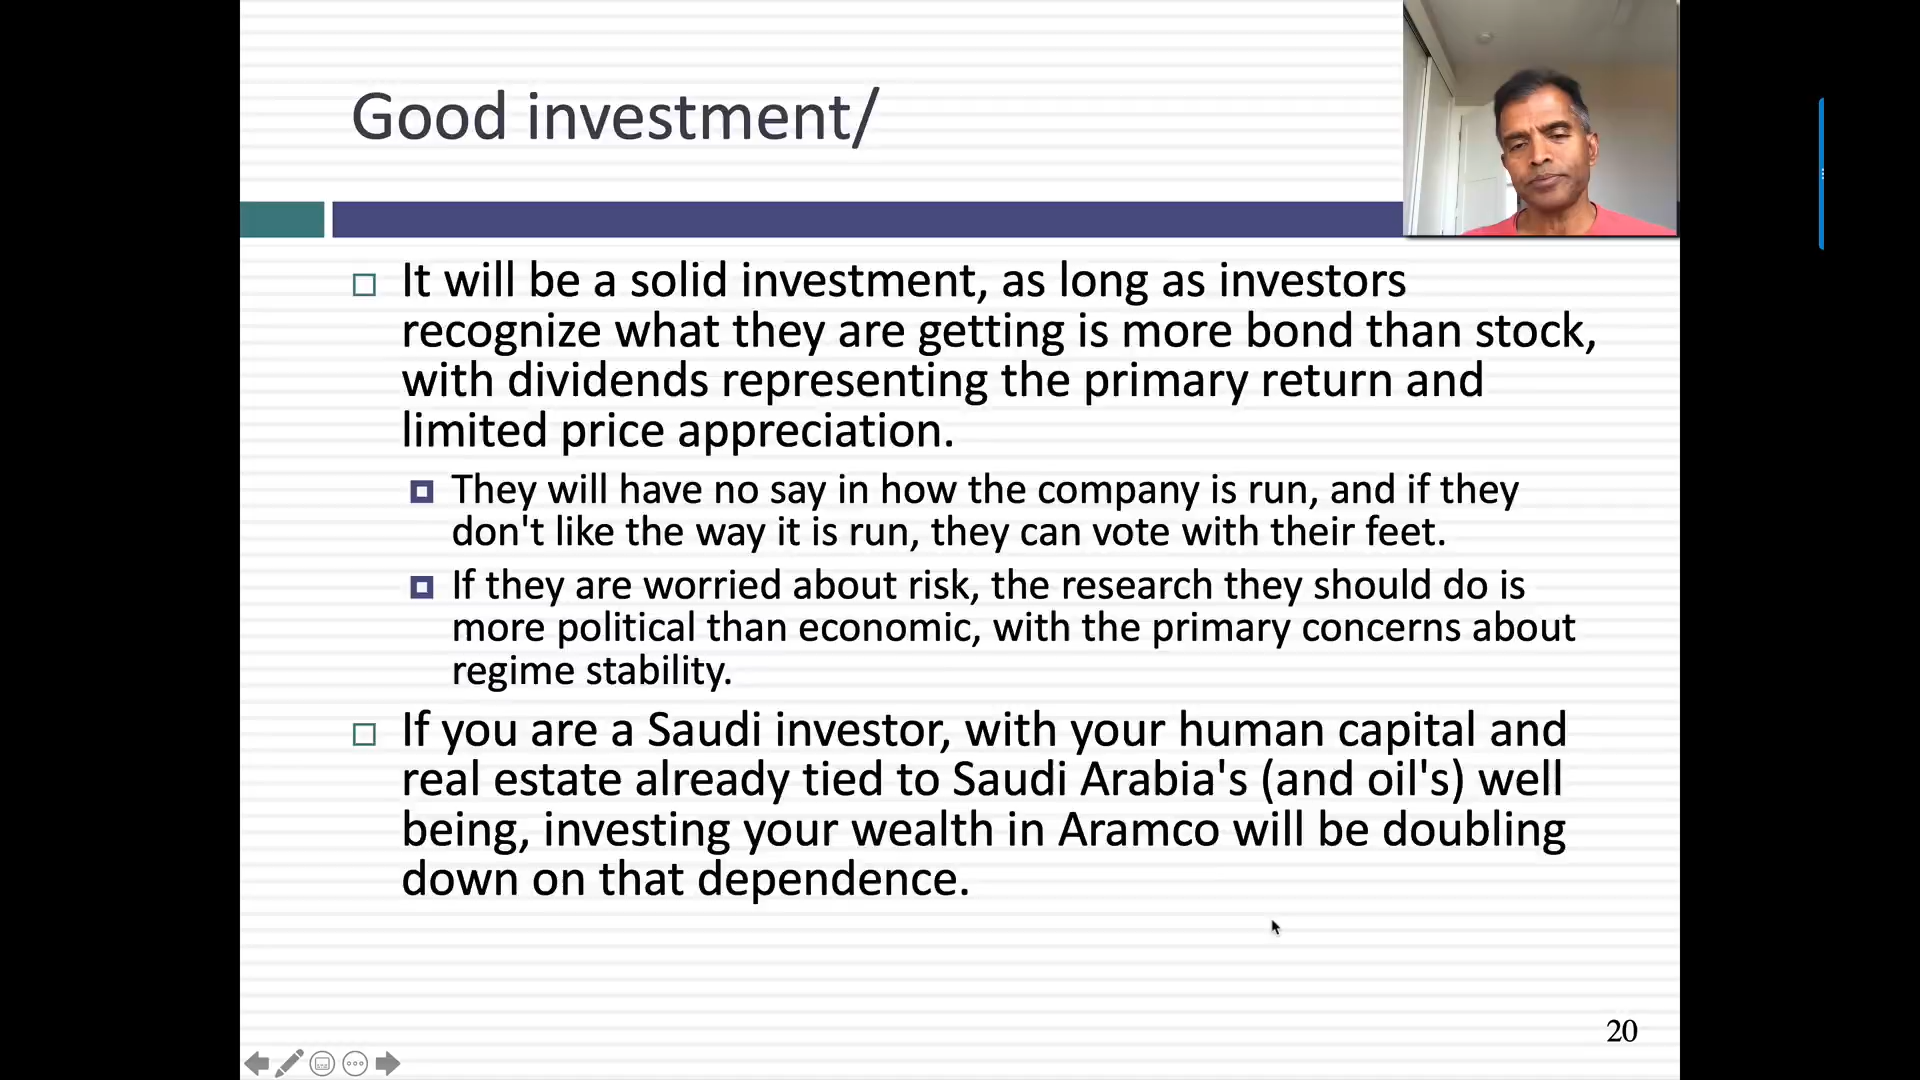 Good investment/
It will be a solid investment, as long as investors
recognize what they are getting is more bond than stock,
with dividends representing the primary return and
limited price appreciation.
They will have no say in how the company is run, and if they
don't like the way it is run, they can vote with their feet.
If they are worried about risk, the research they should do is
more political than economic, with the primary concerns about
regime stability.
If you are a Saudi investor, with your human capital and
real estate already tied to Saudi Arabia's (and oil's) well
being, investing your wealth in Aramco will be doubling
down on that dependence.
20